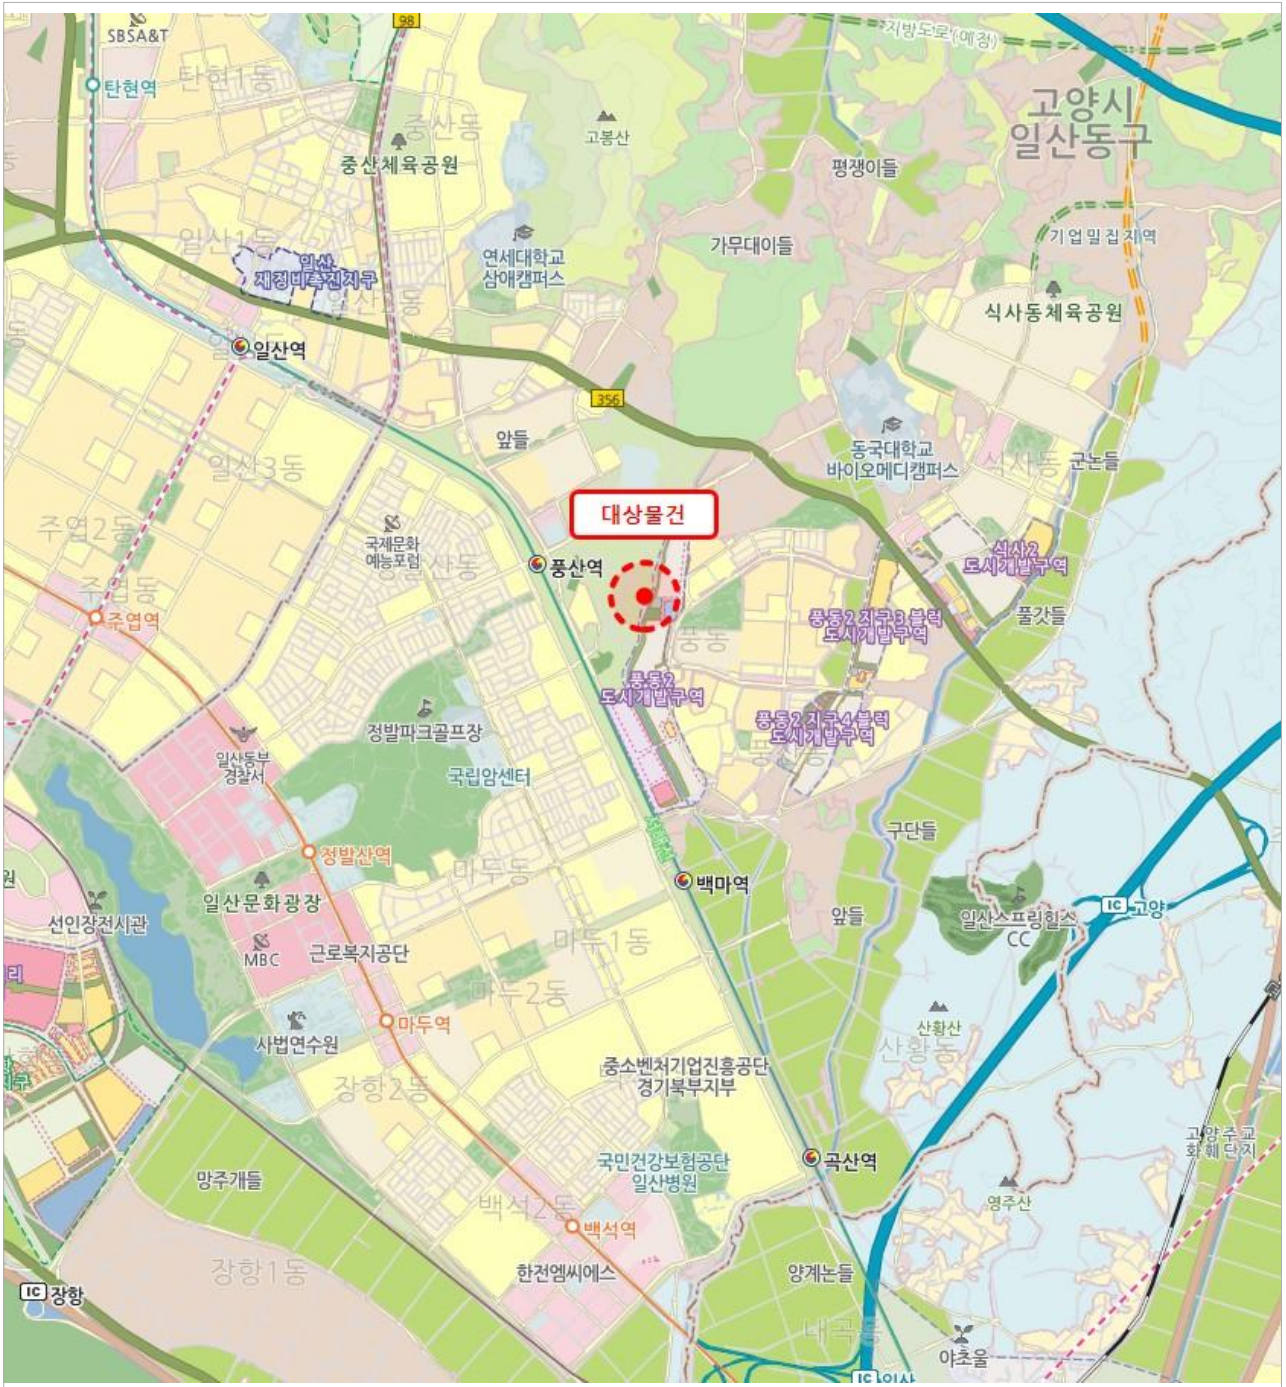 98
SBSA&T
지방도로(예정)
탄현역
탄현1동
고양시
일산동구
중산동
고봉산
중산체육공원
평쟁이들
일산1동
연세대학교
삼애캠퍼스
가무대이들
기업밀집지역
일산
재정비촉진지구
일산2동
식사동체육공원
일산역
356
앞들
동국대학교
바이오메디캠퍼스
식사동
군논들
일산3동
주엽2동
대상물건
국제문화
예능포럼
풍산역
식사2
도시개발구역
주엽동
주엽역
풍동2지구3블럭
도시개발구역
풀갓들
풍동
풍동2
도시개발구역
정발파크골프장
풍동2지구4블럭
도시개발구역
일산동부
경찰서
국립암센터
구단들
정발산역
마두동
백마역
일산문화광장
선인장전시관
앞들
일산스프링힐스
CC
IC 고양
MBC
근로복지공단
마두1동
마두2동
마두역
산황산
산황동
사법연수원
중소벤처기업진흥공단
경기북부지부
장항2동
고양주교
화훼단지
곡산역
국민건강보험공단
일산병원
망주개들
영주산
백석2동
백석역
장항1동
한전엠씨에스
양계논들
IC 장항
내곡동
야초울
IC 일산